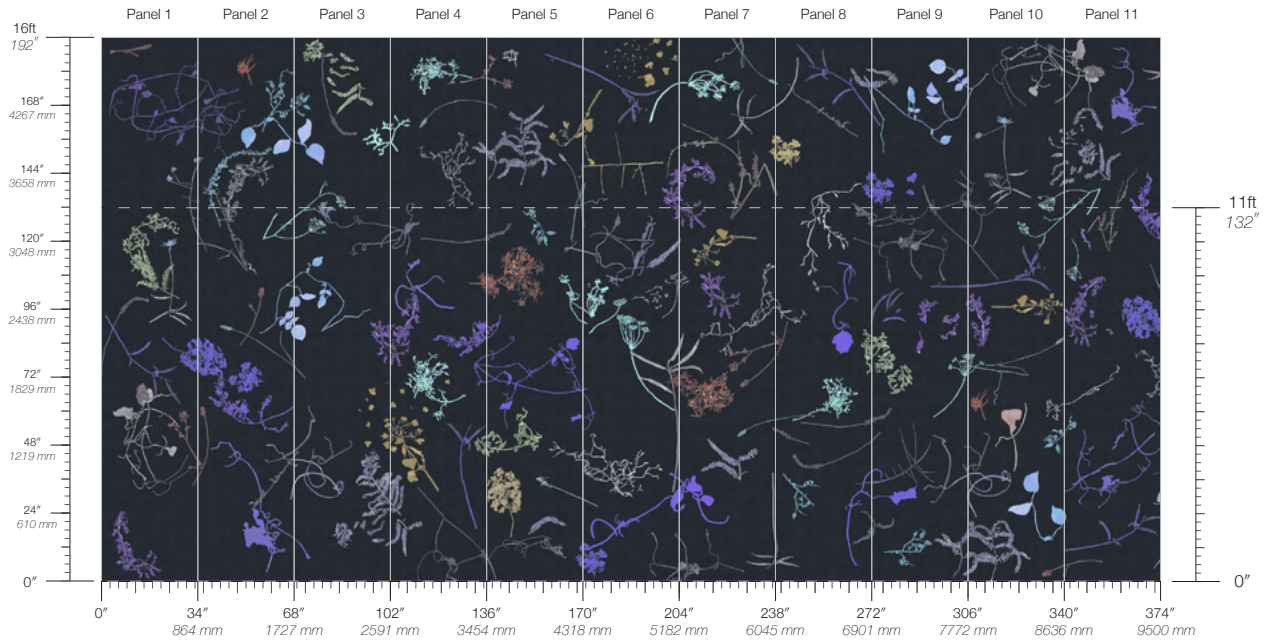 Panel 1 Panel 2 Panel 3 Panel 4 Panel 5 Panel 6 Panel 7 Panel 8 Panel 9 Panel 10 Panel 11
16ft
192″
168″
4267 mm
144″
3658 mm
11ft
132″
120″
3048 mm
96″
2438 mm
72″
1829 mm
48″
1219 mm
24″
610 mm
0″
0″
0″ 34″ 68″ 102″ 136″ 170″ 204″ 238″ 272″ 306″ 340″ 374″
864 mm 1727 mm 2591 mm 3454 mm 4318 mm 5182 mm 6045 mm 6901 mm 7772 mm 8636 mm 9500 mm